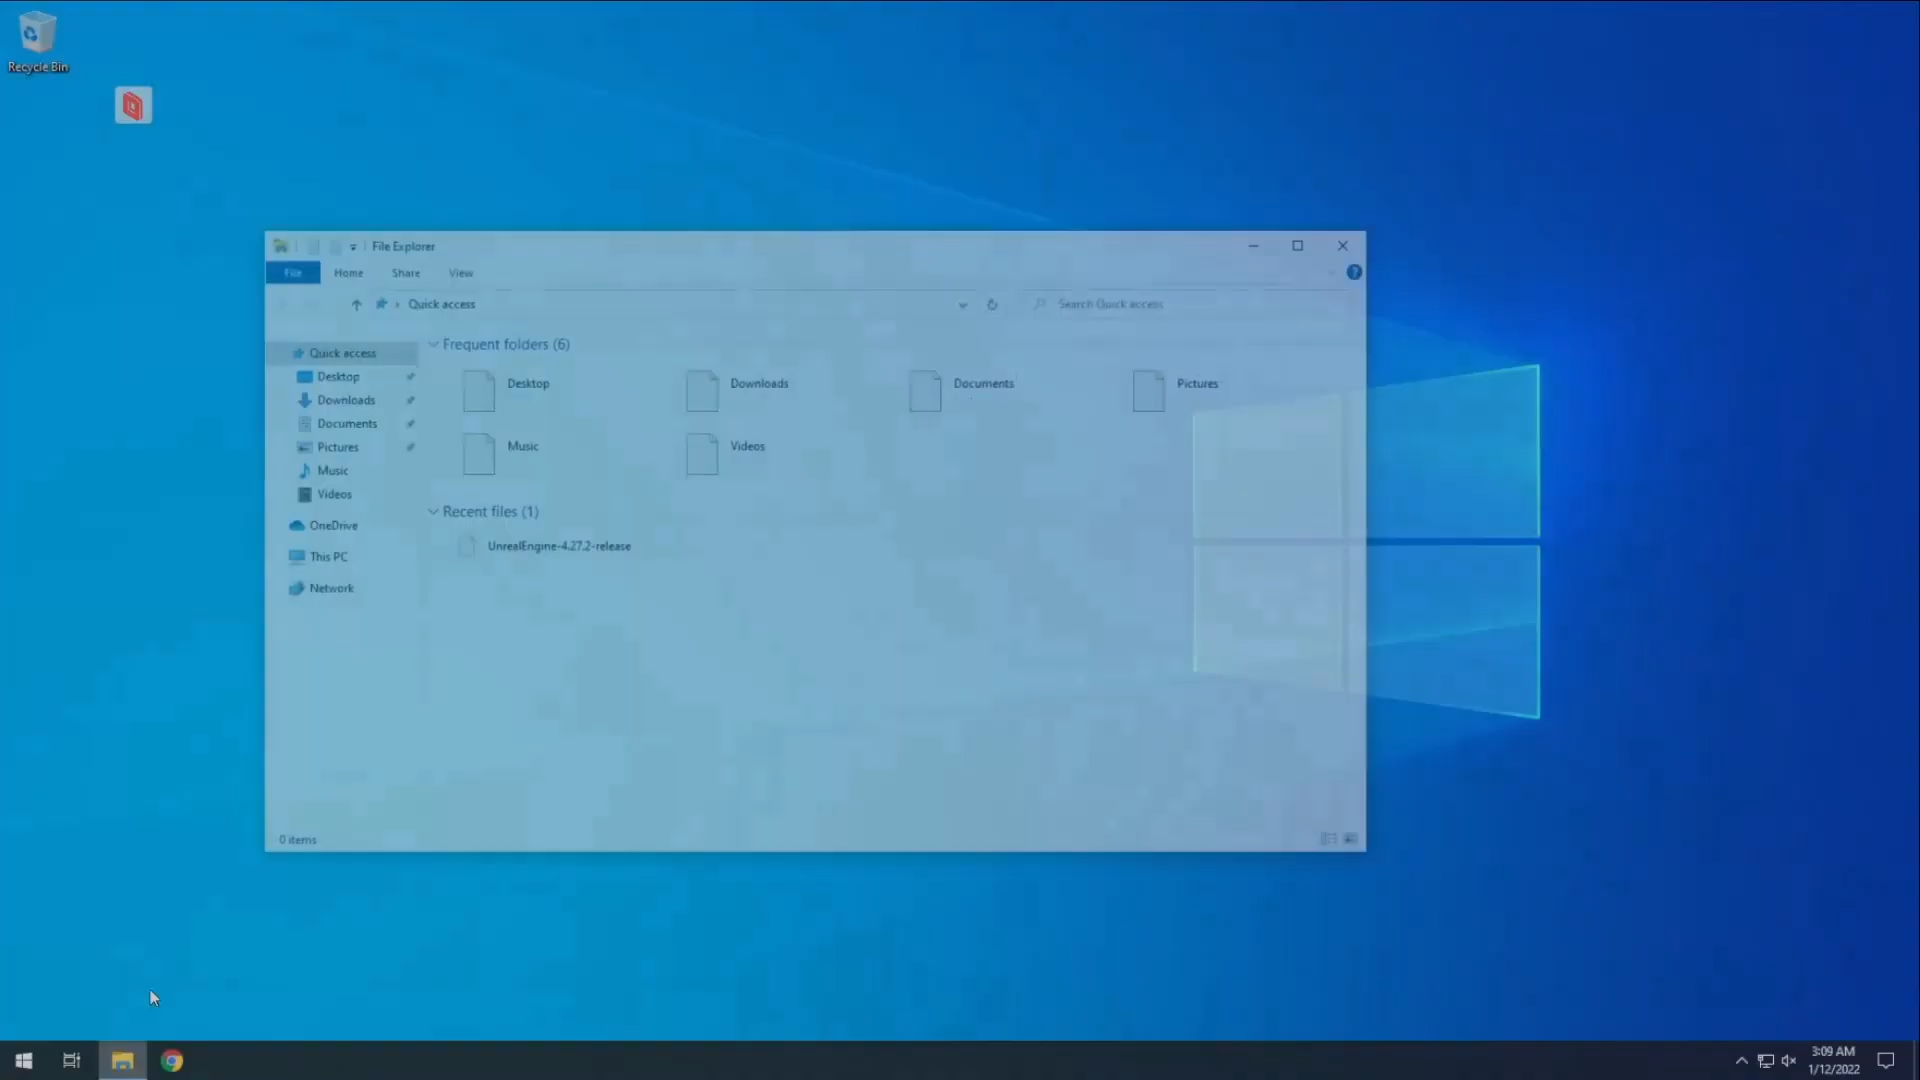 Recycle Bin
File Explorer
File Home Share View
Quick access
Search Quick access
Quick access
Desktop
Downloads
Documents
Pictures
Music
Videos
OneDrive
This PC
Network
Frequent folders (6)
Desktop
Downloads
Documents
Pictures
Music
Videos
Recent files (1)
UnrealEngine-4.27.2-release
0 items
3:09 AM
1/12/2022